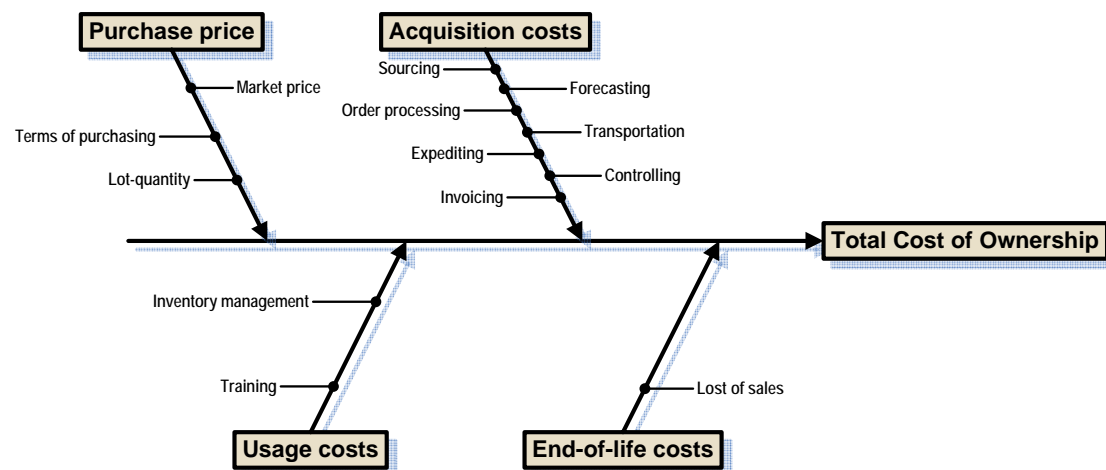 Purchase price
Acquisition costs
Sourcing
Market price
Forecasting
Order processing
Terms of purchasing
Transportation
Expediting
Lot-quantity
Controlling
Invoicing
Total Cost of Ownership
Inventory management
Training
Lost of sales
Usage costs
End-of-life costs